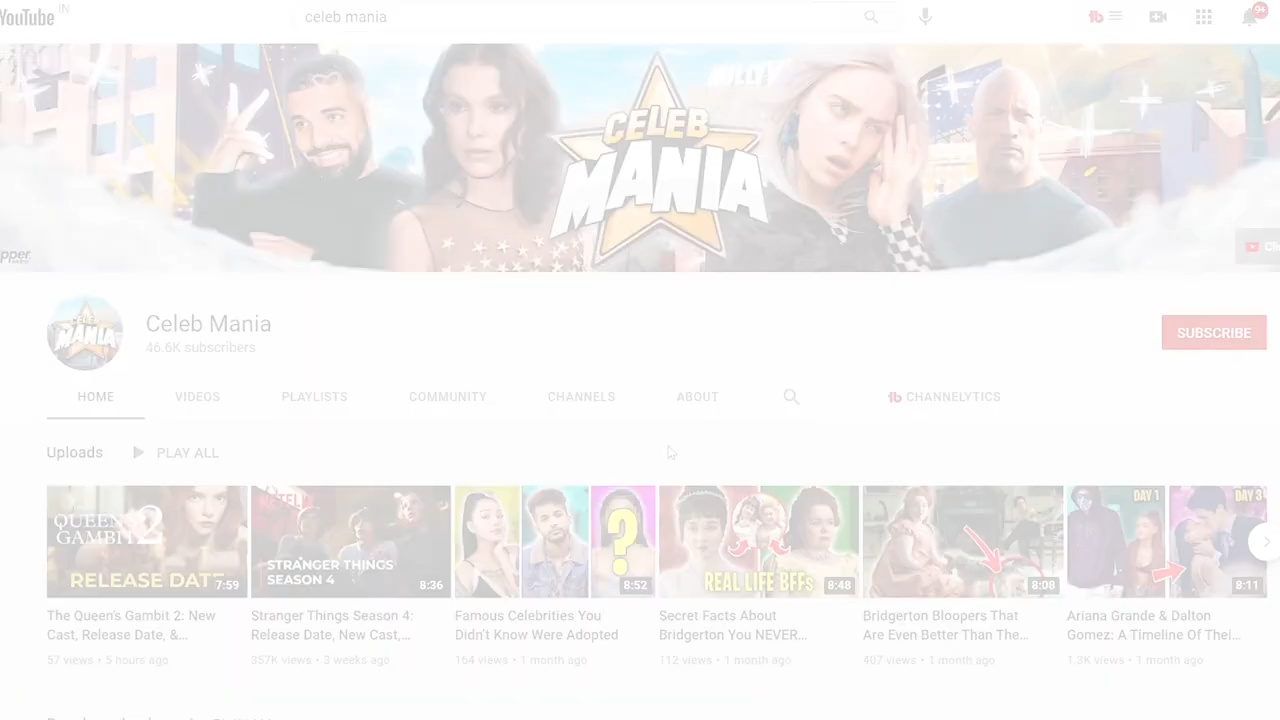 YouTube IN
celeb mania
9+
CELEB
MANIA
Celeb Mania
46.6K subscribers
SUBSCRIBE
HOME VIDEOS PLAYLISTS COMMUNITY CHANNELS ABOUT CHANNELYTICS
Uploads PLAY ALL
QUEEN'S
GAMBIT 2
RELEASE DATE
7:59
STRANGER THINGS
SEASON 4
8:36
?
8:52
REAL LIFE BFFs
8:48
8:08
DAY 1
DAY 3
8:11
The Queen's Gambit 2: New
Cast, Release Date, &...
57 views • 5 hours ago
Stranger Things Season 4:
Release Date, New Cast,...
357K views • 3 weeks ago
Famous Celebrities You
Didn't Know Were Adopted
164 views • 1 month ago
Secret Facts About
Bridgerton You NEVER...
112 views • 1 month ago
Bridgerton Bloopers That
Are Even Better Than The...
407 views • 1 month ago
Ariana Grande & Dalton
Gomez: A Timeline Of Thei...
1.3K views • 1 month ago